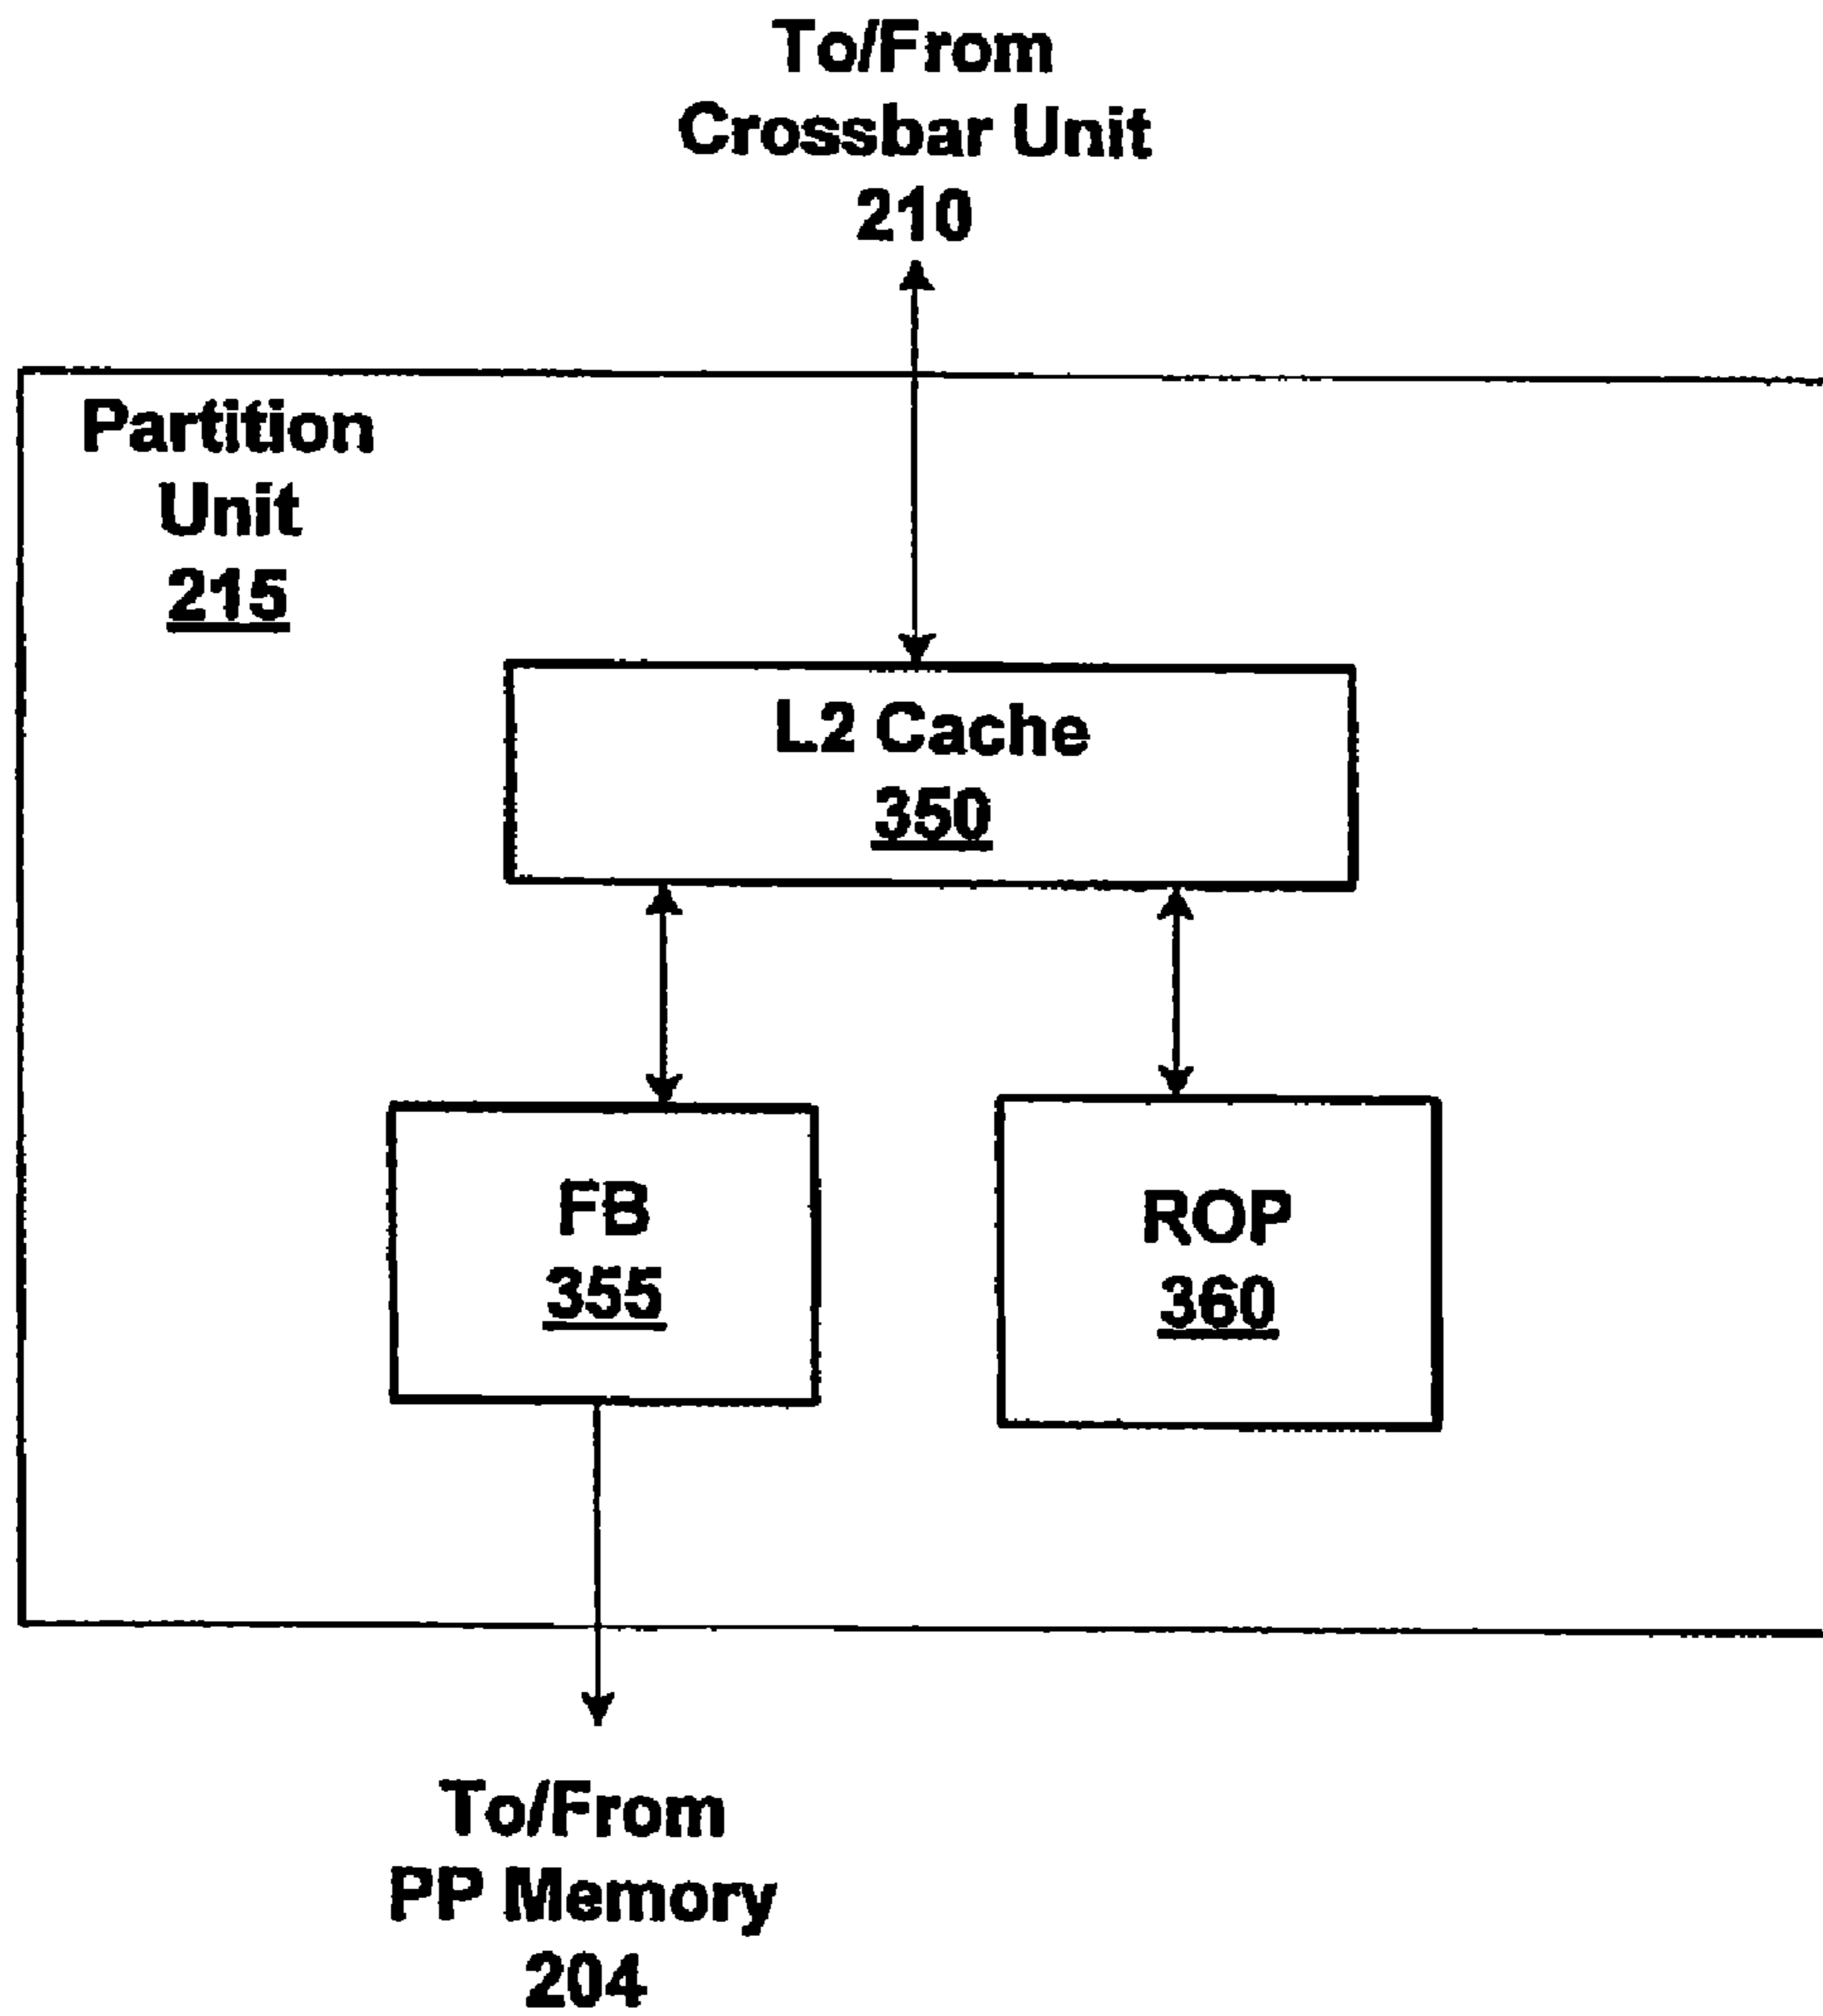 To/From
Crossbar Unit
210
Partition
Unit
215
L2 Cache
350
FB
355
ROP
360
To/From
PP Memory
204